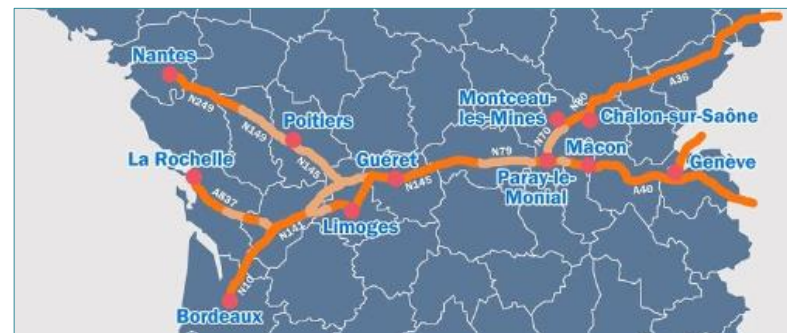 Nantes
N249
N149
Poitiers
N145
La Rochelle
A837
N141
N10
Bordeaux
Limoges
Guéret
N145
N79
Montceau-
les-Mines
N70
N80
A36
Chalon-sur-Saône
Mâcon
Paray-le-
Monial
A40
Genève